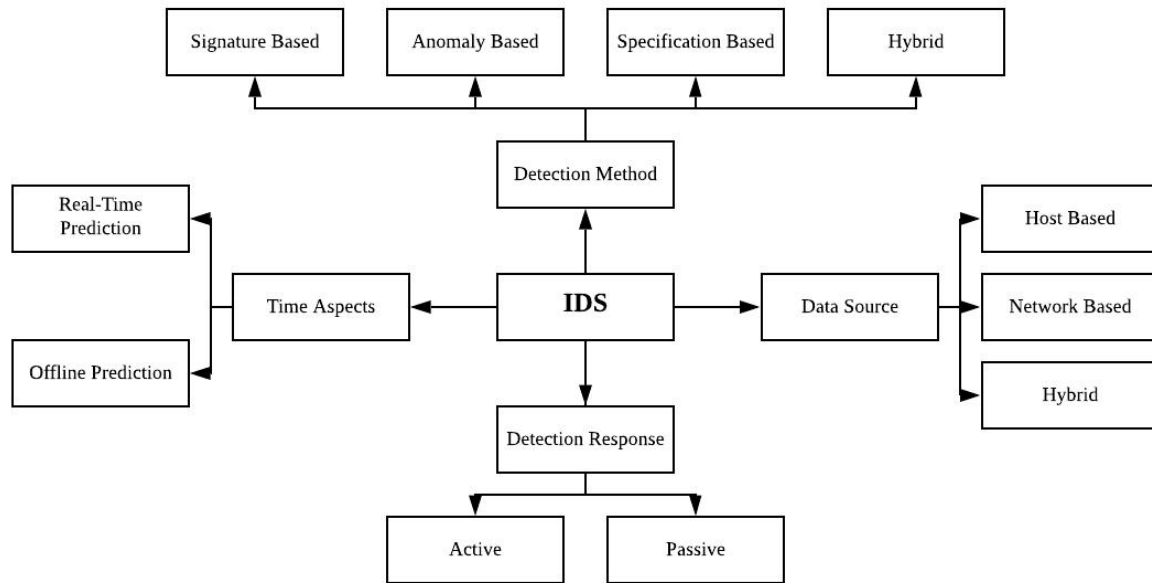 Signature Based
Anomaly Based
Specification Based
Hybrid
Detection Method
Real-Time
Prediction
Host Based
Time Aspects
IDS
Data Source
Network Based
Offline Prediction
Hybrid
Detection Response
Active
Passive